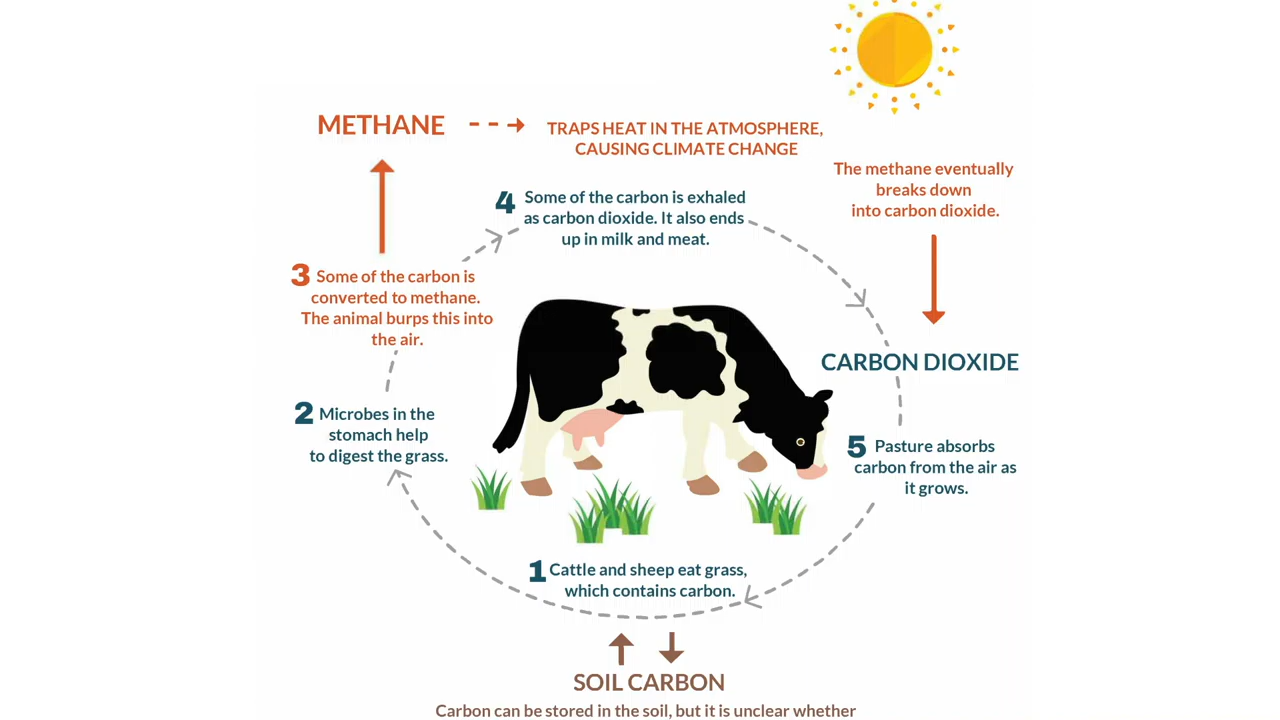 METHANE
TRAPS HEAT IN THE ATMOSPHERE,
CAUSING CLIMATE CHANGE
The methane eventually
breaks down
into carbon dioxide.
4 Some of the carbon is exhaled
as carbon dioxide. It also ends
up in milk and meat.
3 Some of the carbon is
converted to methane.
The animal burps this into
the air.
CARBON DIOXIDE
2 Microbes in the
stomach help
to digest the grass.
5 Pasture absorbs
carbon from the air as
it grows.
1 Cattle and sheep eat grass,
which contains carbon.
SOIL CARBON
Carbon can be stored in the soil, but it is unclear whether